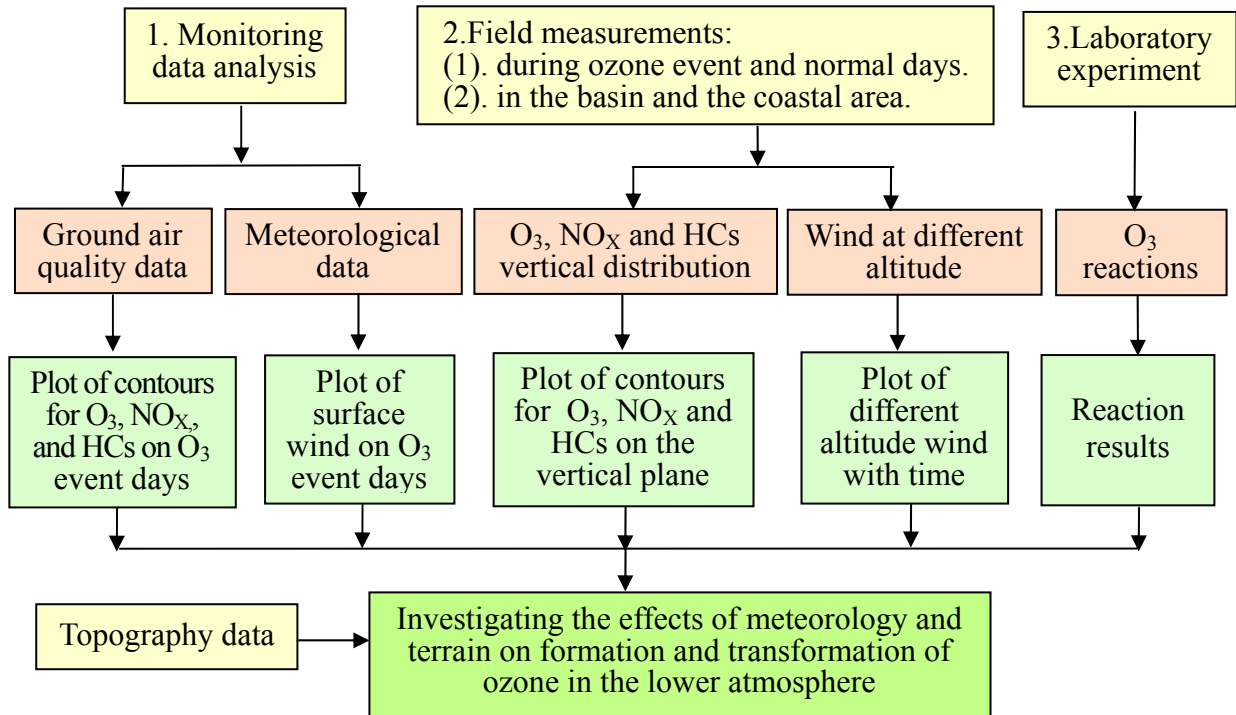 1. Monitoring
data analysis
2.Field measurements:
(1). during ozone event and normal days.
(2). in the basin and the coastal area.
3.Laboratory
experiment
Ground air
quality data
Meteorological
data
O₃, NOX and HCs
vertical distribution
Wind at different
altitude
O₃
reactions
Plot of contours
for O₃, NOX,
and HCs on O₃
event days
Plot of
surface
wind on O₃
event days
Plot of contours
for O₃, NOX and
HCs on the
vertical plane
Plot of
different
altitude wind
with time
Reaction
results
Topography data
Investigating the effects of meteorology and
terrain on formation and transformation of
ozone in the lower atmosphere